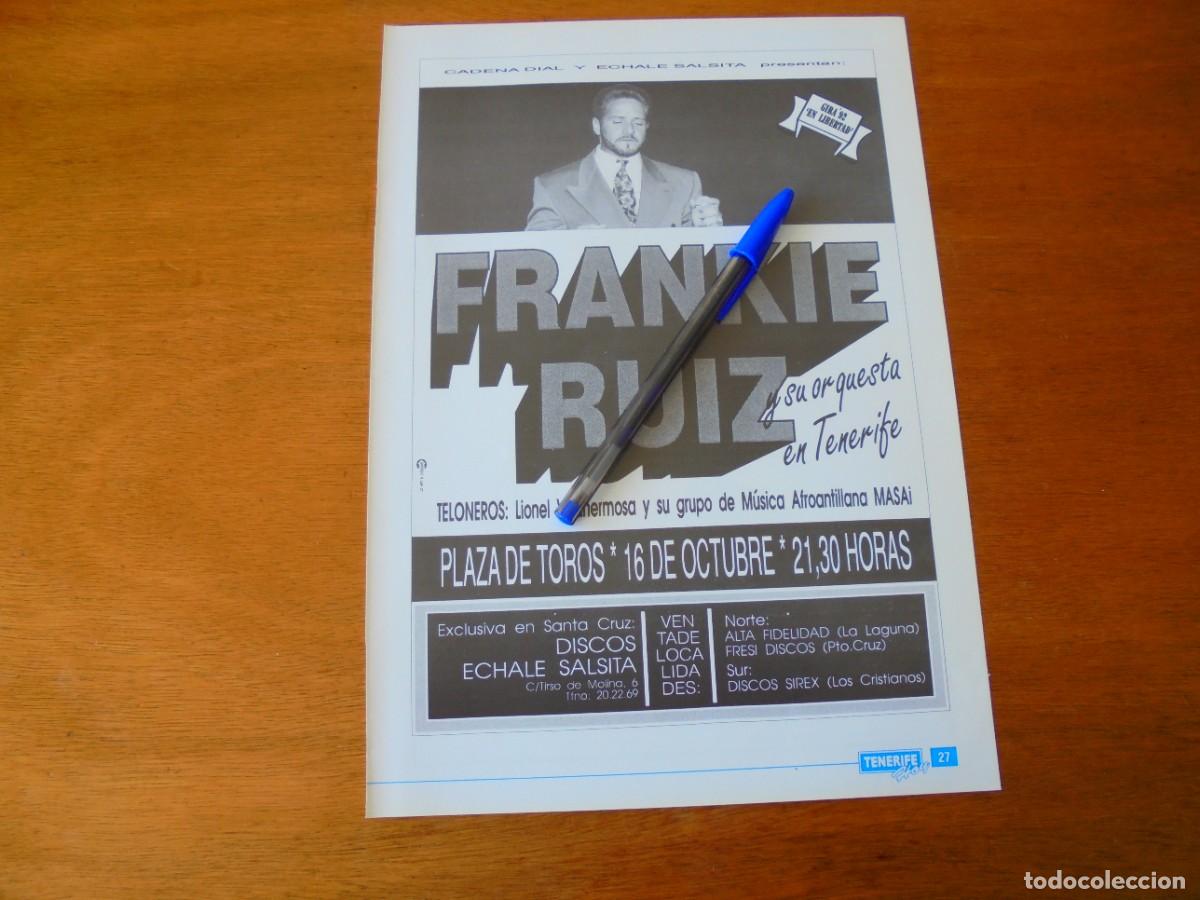 CADENA DIAL Y ECHALE SALSITA presentan:
GIRA '92
'EN LIBERTAD'
FRANKIE
RUIZ
y su orquesta
en Tenerife
TELONEROS: Lionel hermosa y su grupo de Música Afroantillana MASAi
PLAZA DE TOROS * 16 DE OCTUBRE * 21,30 HORAS
Exclusiva en Santa Cruz:
DISCOS
ECHALE SALSITA
C/Tirso de Molina, 6
Tfno: 20.22.69
VEN
TADE
LOCA
LIDA
DES:
Norte:
ALTA FIDELIDAD (La Laguna)
FRESI DISCOS (Pto.Cruz)
Sur:
DISCOS SIREX (Los Cristianos)
TENERIFE 27
todocoleccion